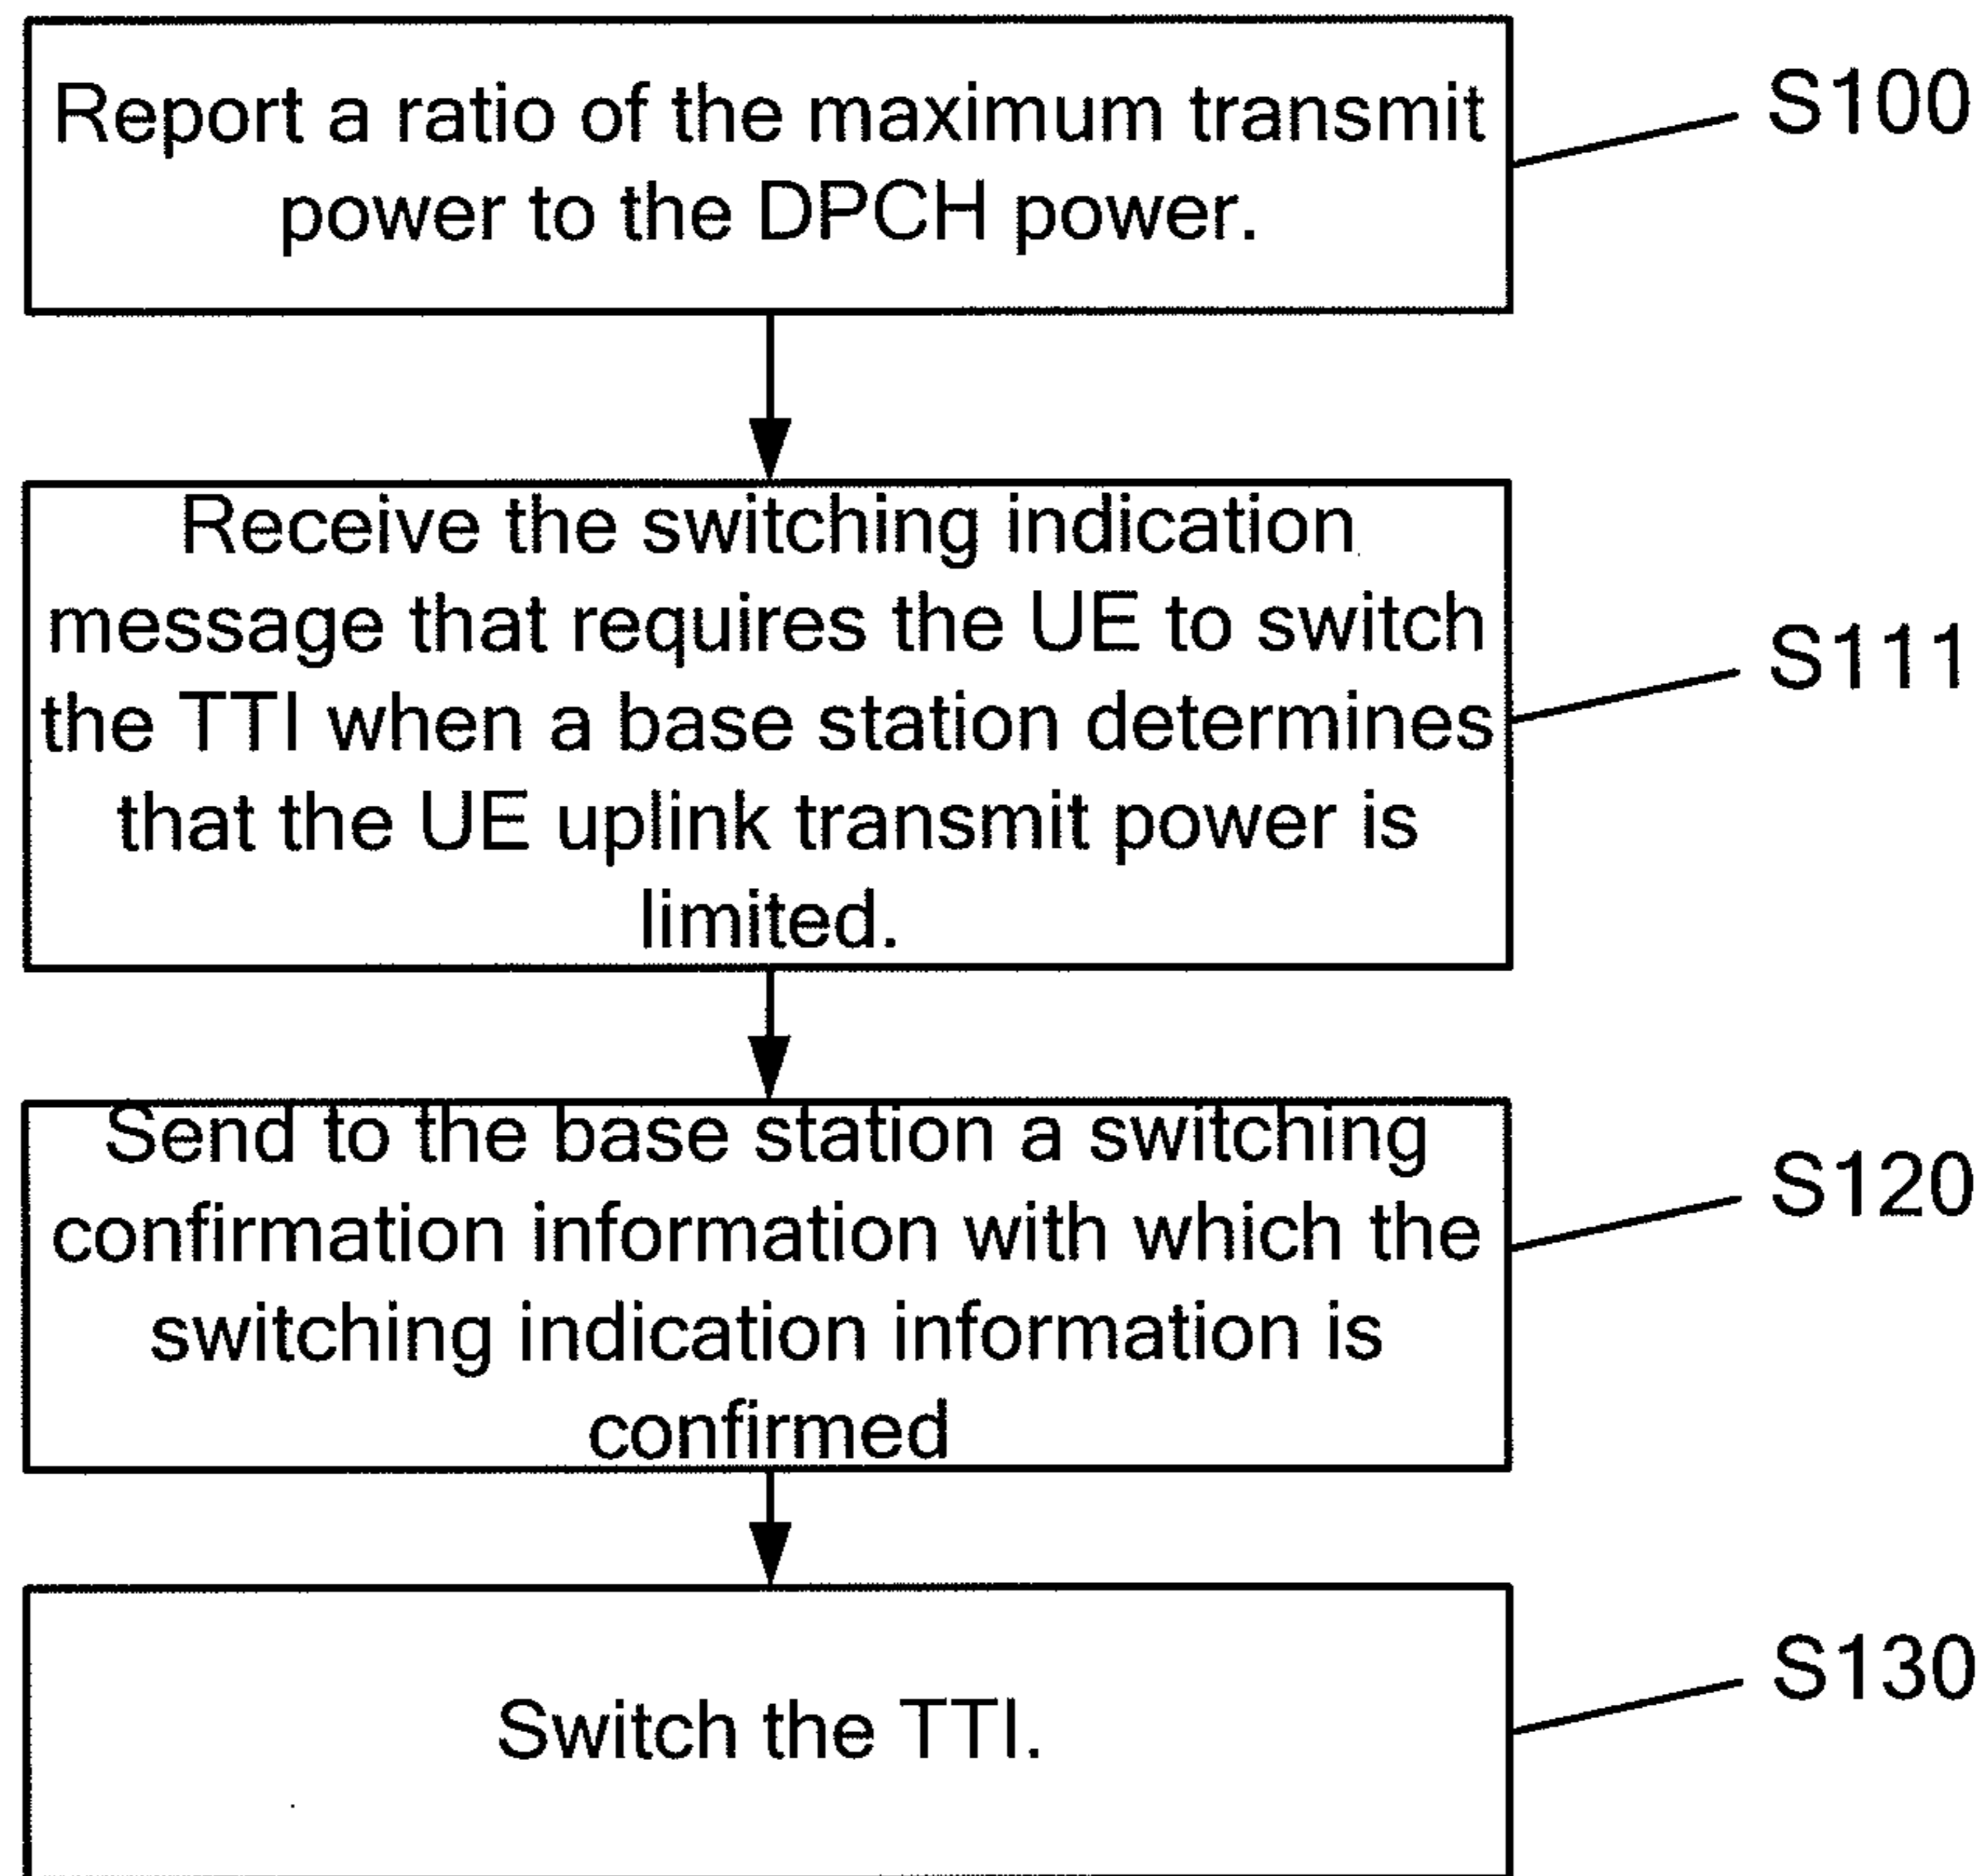 Report a ratio of the maximum transmit
power to the DPCH power.
S100
Receive the switching indication
message that requires the UE to switch
the TTI when a base station determines
that the UE uplink transmit power is
limited.
S111
Send to the base station a switching
confirmation information with which the
switching indication information is
confirmed
S120
Switch the TTI.
S130